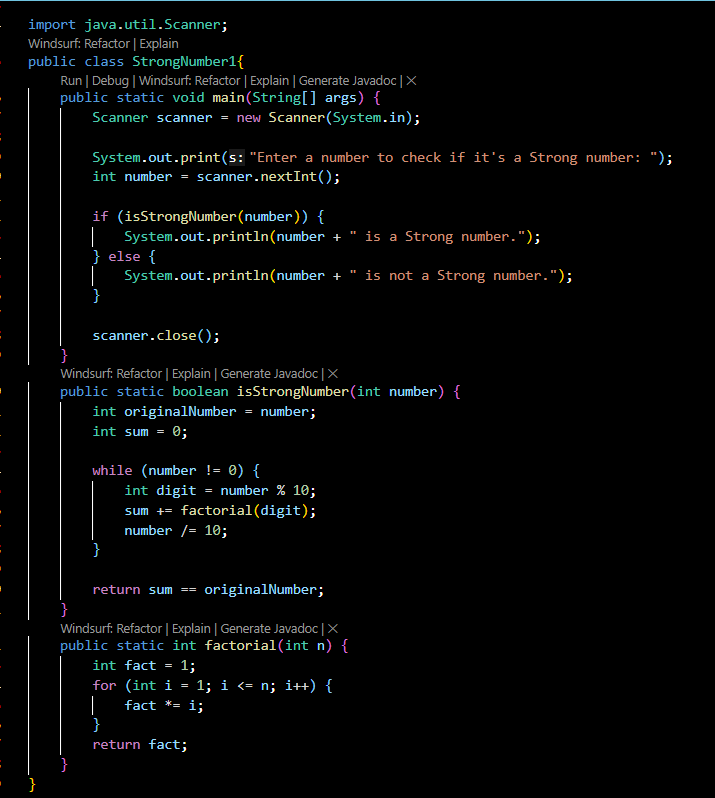 import java.util.Scanner;
Windsurf: Refactor | Explain
public class StrongNumber1{
Run | Debug | Windsurf: Refactor | Explain | Generate Javadoc | ✕
public static void main(String[] args) {
Scanner scanner = new Scanner(System.in);
System.out.print(s: "Enter a number to check if it's a Strong number: ");
int number = scanner.nextInt();
if (isStrongNumber(number)) {
System.out.println(number + " is a Strong number.");
} else {
System.out.println(number + " is not a Strong number.");
}
scanner.close();
}
Windsurf: Refactor | Explain | Generate Javadoc | ✕
public static boolean isStrongNumber(int number) {
int originalNumber = number;
int sum = 0;
while (number != 0) {
int digit = number % 10;
sum += factorial(digit);
number /= 10;
}
return sum == originalNumber;
}
Windsurf: Refactor | Explain | Generate Javadoc | ✕
public static int factorial(int n) {
int fact = 1;
for (int i = 1; i <= n; i++) {
fact *= i;
}
return fact;
}
}